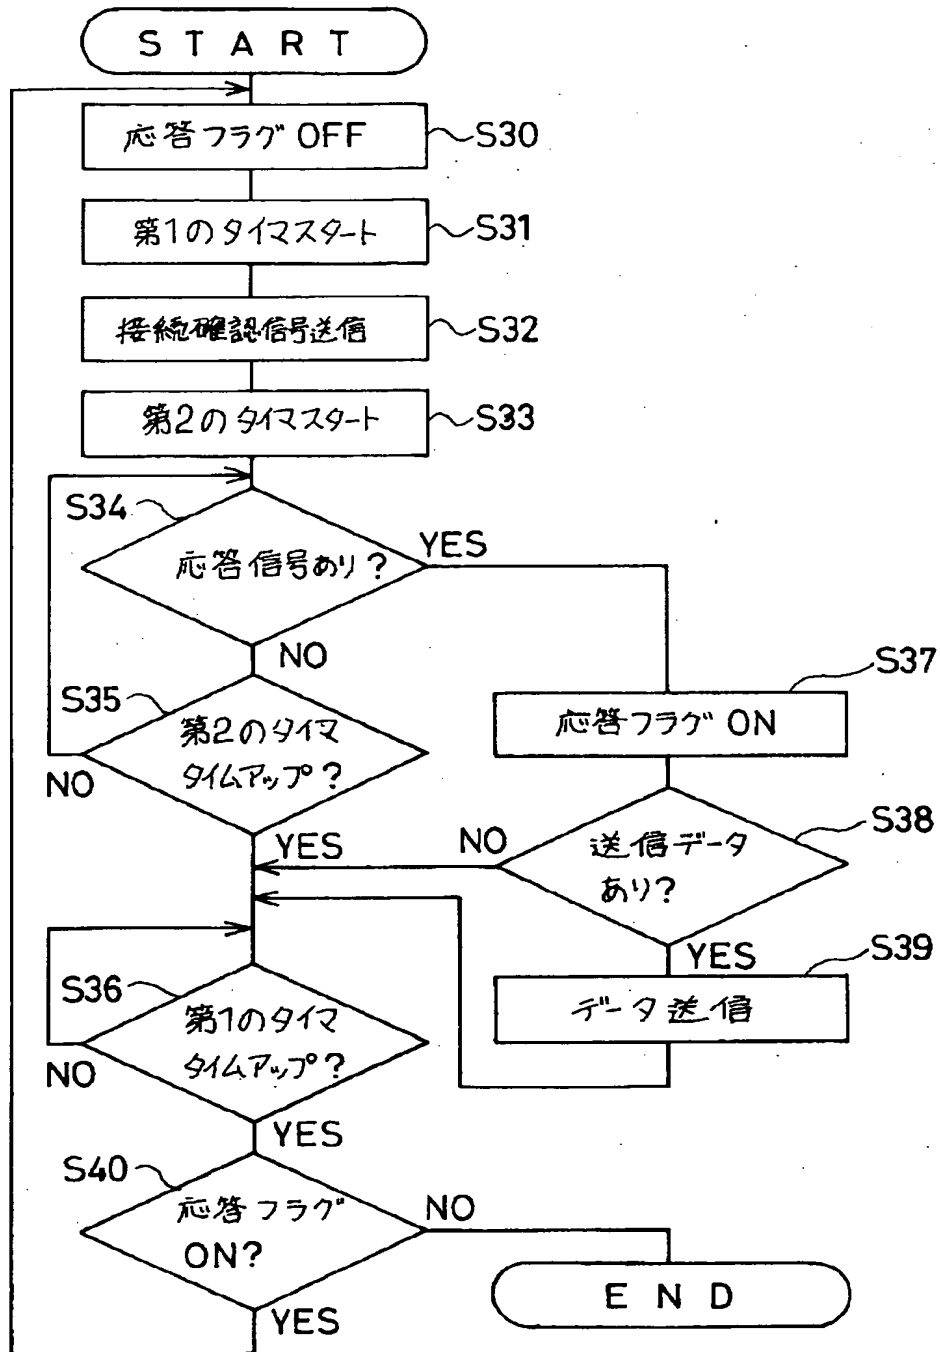 START
応答フラグ OFF
S30
第1のタイマスタート
S31
接続確認信号送信
S32
第2のタイマスタート
S33
S34
応答信号あり？
YES
NO
S35
第2のタイマ
タイムアップ？
NO
YES
S37
応答フラグ ON
S38
送信データ
あり？
NO
YES
S39
データ送信
S36
第1のタイマ
タイムアップ？
NO
YES
S40
応答フラグ
ON？
NO
YES
END